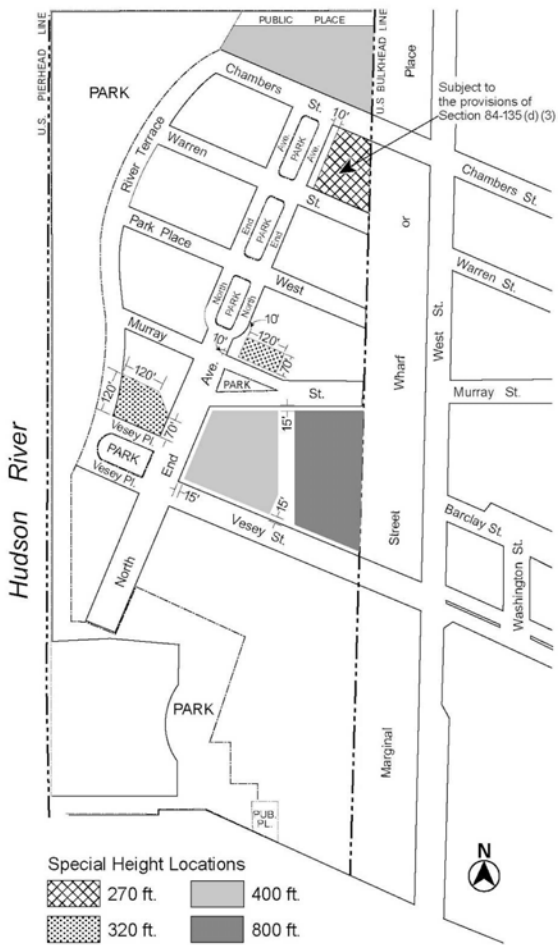 PUBLIC PLACE
U.S. PIERHEAD LINE
U.S BULKHEAD LINE
Place
PARK
Chambers
St.
10'
Subject to
the provisions of
Section 84-135 (d) (3)
River Terrace
Warren
St.
Ave.
PARK
Ave.
Chambers St.
or
Park Place
End
PARK
End
West
Warren St.
West St.
North
PARK
North
10'
Murray
10'
120'
70'
Ave.
PARK
St.
Wharf
Murray St.
120'
120'
70'
Vesey Pl.
PARK
Vesey Pl.
End
15'
15'
15'
Vesey St.
Street
Barclay St.
Washington St.
Hudson River
North
PARK
Marginal
PUB.
PL.
N
Special Height Locations
270 ft.
400 ft.
320 ft.
800 ft.